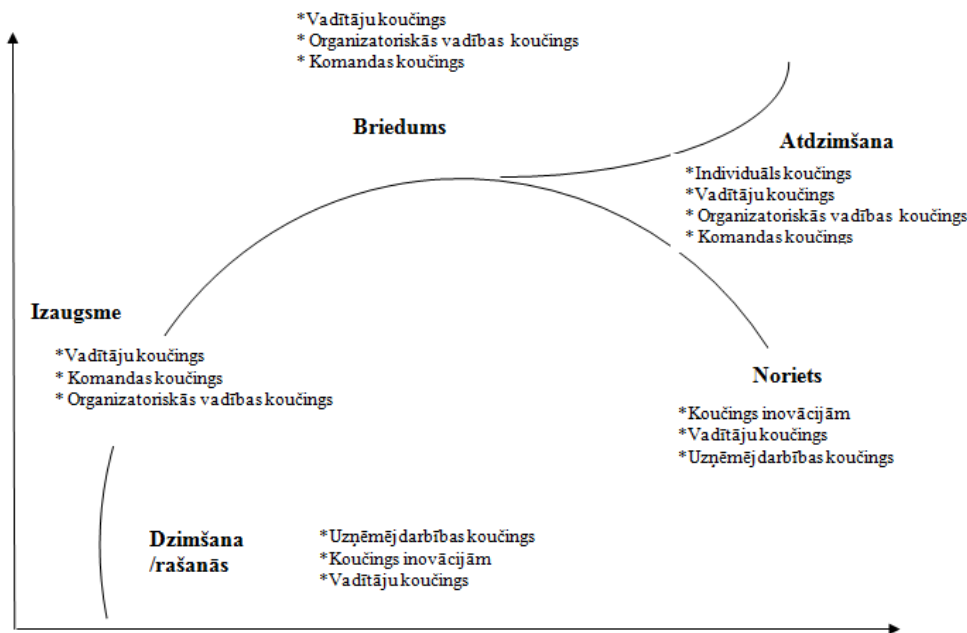 *Vadītāju koučings
* Organizatoriskās vadības koučings
* Komandas koučings
Briedums
Atdzimšana
*Individuāls koučings
*Vadītāju koučings
* Organizatoriskās vadības koučings
* Komandas koučings
Izaugsme
*Vadītāju koučings
* Komandas koučings
* Organizatoriskās vadības koučings
Noriets
*Koučings inovācijām
*Vadītāju koučings
*Uzņēmējdarbības koučings
Dzimšana
/rašanās
*Uzņēmējdarbības koučings
*Koučings inovācijām
*Vadītāju koučings